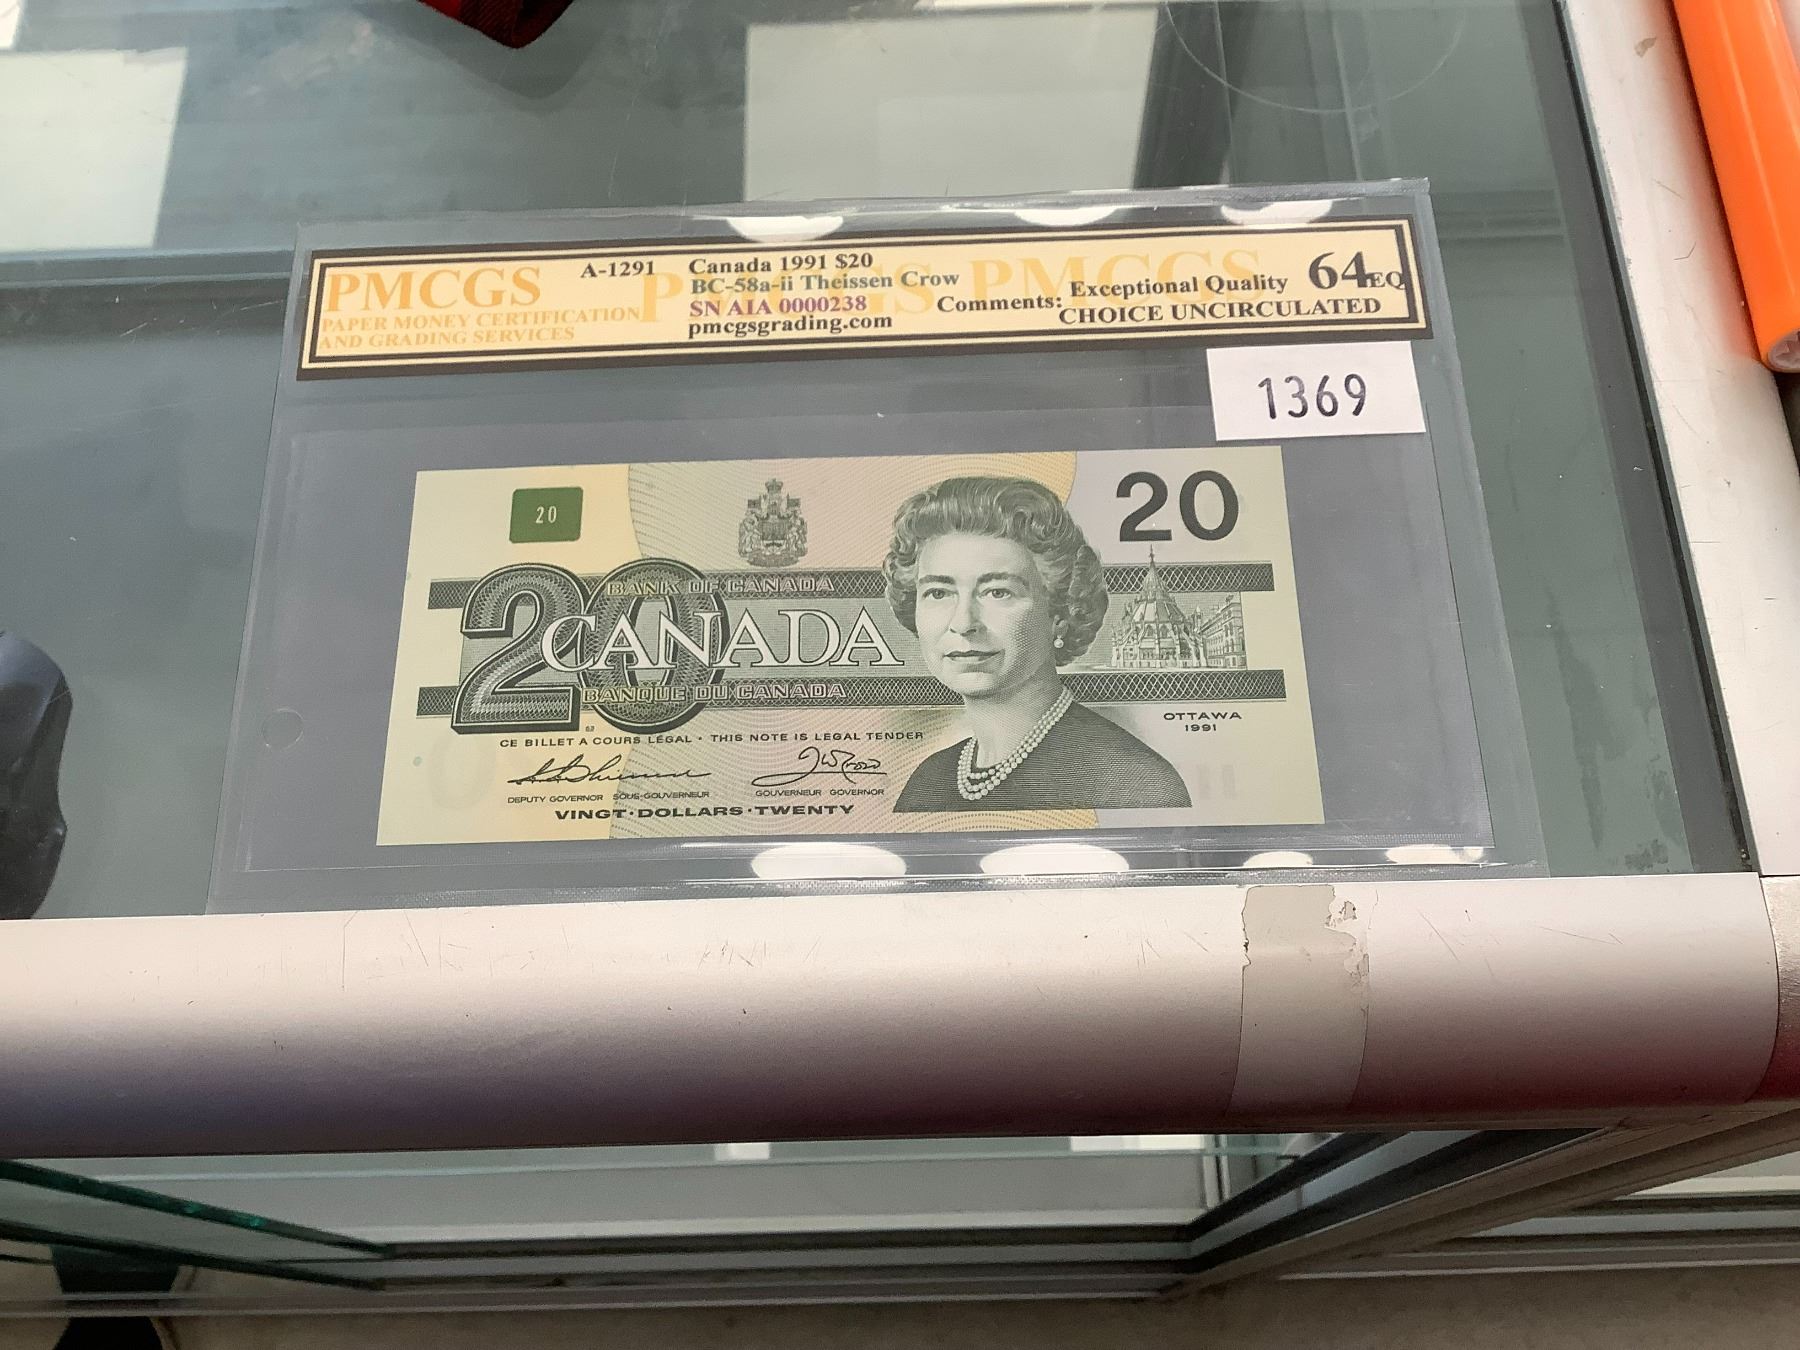 PMCGS
PAPER MONEY CERTIFICATION
AND GRADING SERVICES
A-1291 Canada 1991 $20
BC-58a-ii Theissen Crow
SN AIA 0000238
pmcgsgrading.com
Comments: Exceptional Quality
CHOICE UNCIRCULATED
64EQ
PMCGS PMCGS
1369
20
20
BANK OF CANADA
20
CANADA
BANQUE DU CANADA
OTTAWA
1991
CE BILLET A COURS LÉGAL • THIS NOTE IS LEGAL TENDER
DEPUTY GOVERNOR SOUS-GOUVERNEUR
GOUVERNEUR GOVERNOR
VINGT•DOLLARS•TWENTY